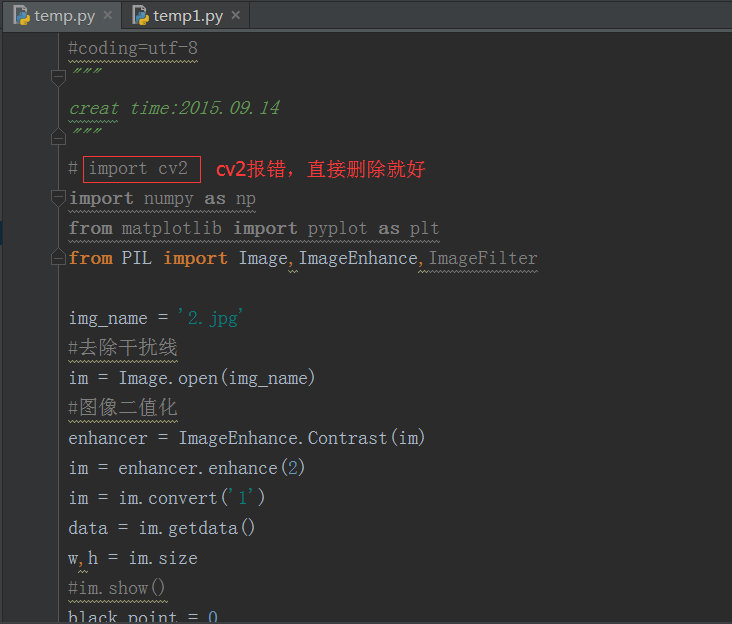 temp.py × temp1.py ×
#coding=utf-8
"""
creat time:2015.09.14
"""
# import cv2 cv2报错，直接删除就好
import numpy as np
from matplotlib import pyplot as plt
from PIL import Image,ImageEnhance,ImageFilter
img_name = '2.jpg'
#去除干扰线
im = Image.open(img_name)
#图像二值化
enhancer = ImageEnhance.Contrast(im)
im = enhancer.enhance(2)
im = im.convert('1')
data = im.getdata()
w,h = im.size
#im.show()
black_point = 0